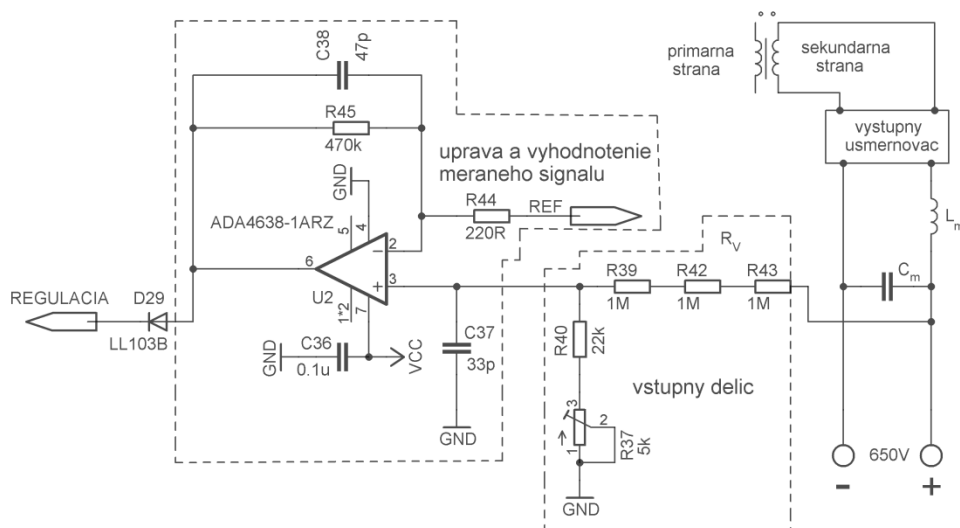 C38
47p
R45
470k
GND
ADA4638-1ARZ
5
4
6
2
3
U2
1*2
7
REGULACIA
D29
LL103B
GND
C36
0.1u
VCC
C37
33p
GND
uprava a vyhodnotenie
meraneho signalu
R44
REF
220R
RV
R39
R42
R43
1M
1M
1M
R40
22k
3
2
1
R37
5k
GND
vstupny delic
primarna
strana
sekundarna
strana
vystupny
usmernovac
Lm
Cm
650V
-
+